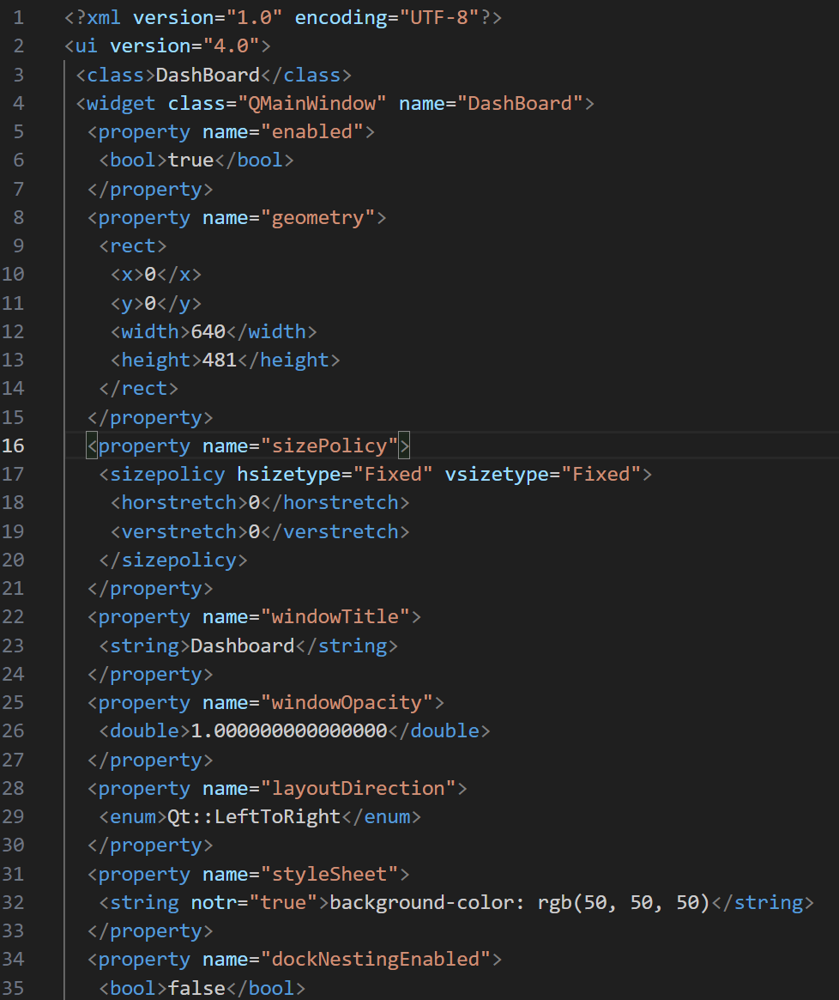 1 <?xml version="1.0" encoding="UTF-8"?>
2 <ui version="4.0">
3  <class>DashBoard</class>
4  <widget class="QMainWindow" name="DashBoard">
5   <property name="enabled">
6    <bool>true</bool>
7   </property>
8   <property name="geometry">
9    <rect>
10     <x>0</x>
11     <y>0</y>
12     <width>640</width>
13     <height>481</height>
14    </rect>
15   </property>
16   <property name="sizePolicy">
17    <sizepolicy hsizetype="Fixed" vsizetype="Fixed">
18     <horstretch>0</horstretch>
19     <verstretch>0</verstretch>
20    </sizepolicy>
21   </property>
22   <property name="windowTitle">
23    <string>Dashboard</string>
24   </property>
25   <property name="windowOpacity">
26    <double>1.000000000000000</double>
27   </property>
28   <property name="layoutDirection">
29    <enum>Qt::LeftToRight</enum>
30   </property>
31   <property name="styleSheet">
32    <string notr="true">background-color: rgb(50, 50, 50)</string>
33   </property>
34   <property name="dockNestingEnabled">
35    <bool>false</bool>